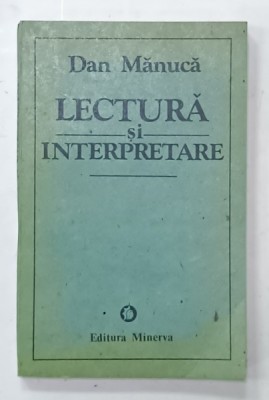 Dan Mănucă
LECTURĂ
și
INTERPRETARE
Editura Minerva